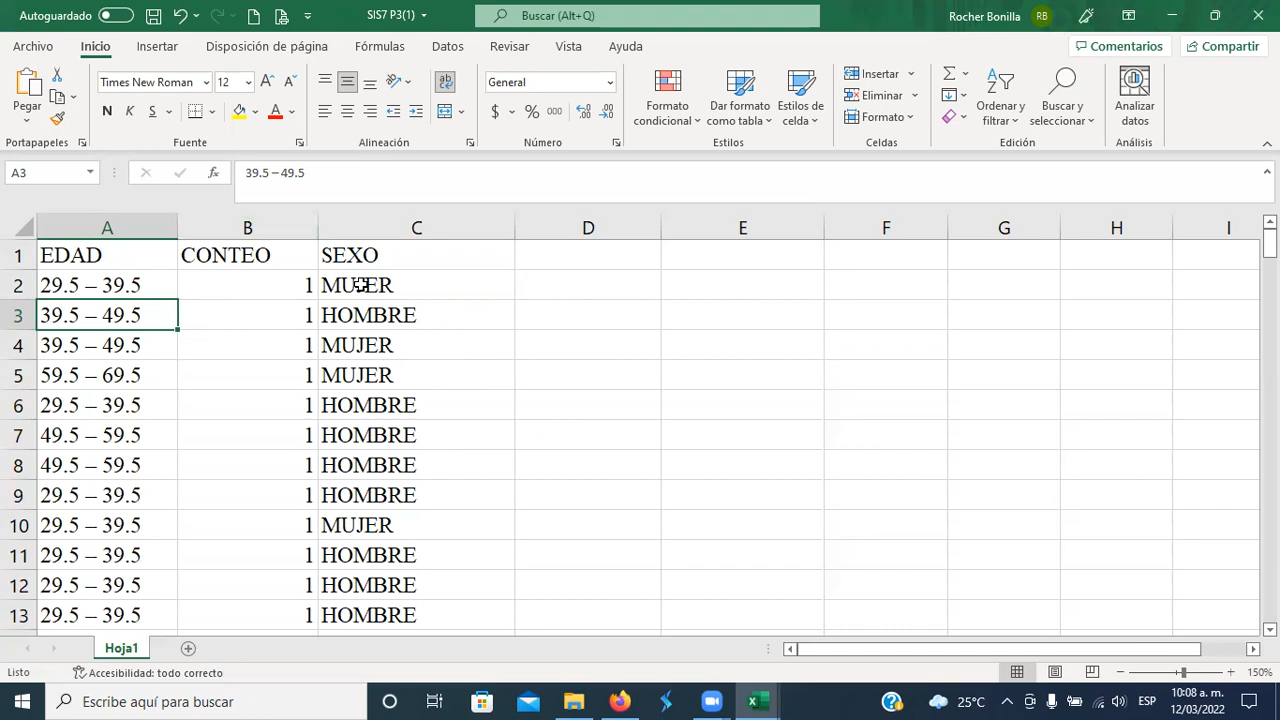 Autoguardado
SIS7 P3(1)
Buscar (Alt+Q)
Rocher Bonilla
RB
Archivo Inicio Insertar Disposición de página Fórmulas Datos Revisar Vista Ayuda
Comentarios
Compartir
Pegar
Times New Roman 12
N K S
A
ab
General
$ % 000
Formato condicional
Dar formato como tabla
Estilos de celda
Insertar
Eliminar
Formato
Ordenar y filtrar
Buscar y seleccionar
Analizar datos
Portapapeles Fuente Alineación Número Estilos Celdas Edición Análisis
A3
fx
39.5 – 49.5
A B C D E F G H I
1 EDAD CONTEO SEXO
2 29.5 – 39.5 1 MUJER
3 39.5 – 49.5 1 HOMBRE
4 39.5 – 49.5 1 MUJER
5 59.5 – 69.5 1 MUJER
6 29.5 – 39.5 1 HOMBRE
7 49.5 – 59.5 1 HOMBRE
8 49.5 – 59.5 1 HOMBRE
9 29.5 – 39.5 1 HOMBRE
10 29.5 – 39.5 1 MUJER
11 29.5 – 39.5 1 HOMBRE
12 29.5 – 39.5 1 HOMBRE
13 29.5 – 39.5 1 HOMBRE
Hoja1
Listo
Accesibilidad: todo correcto
150%
Escribe aquí para buscar
25°C
ESP
10:08 a. m.
12/03/2022